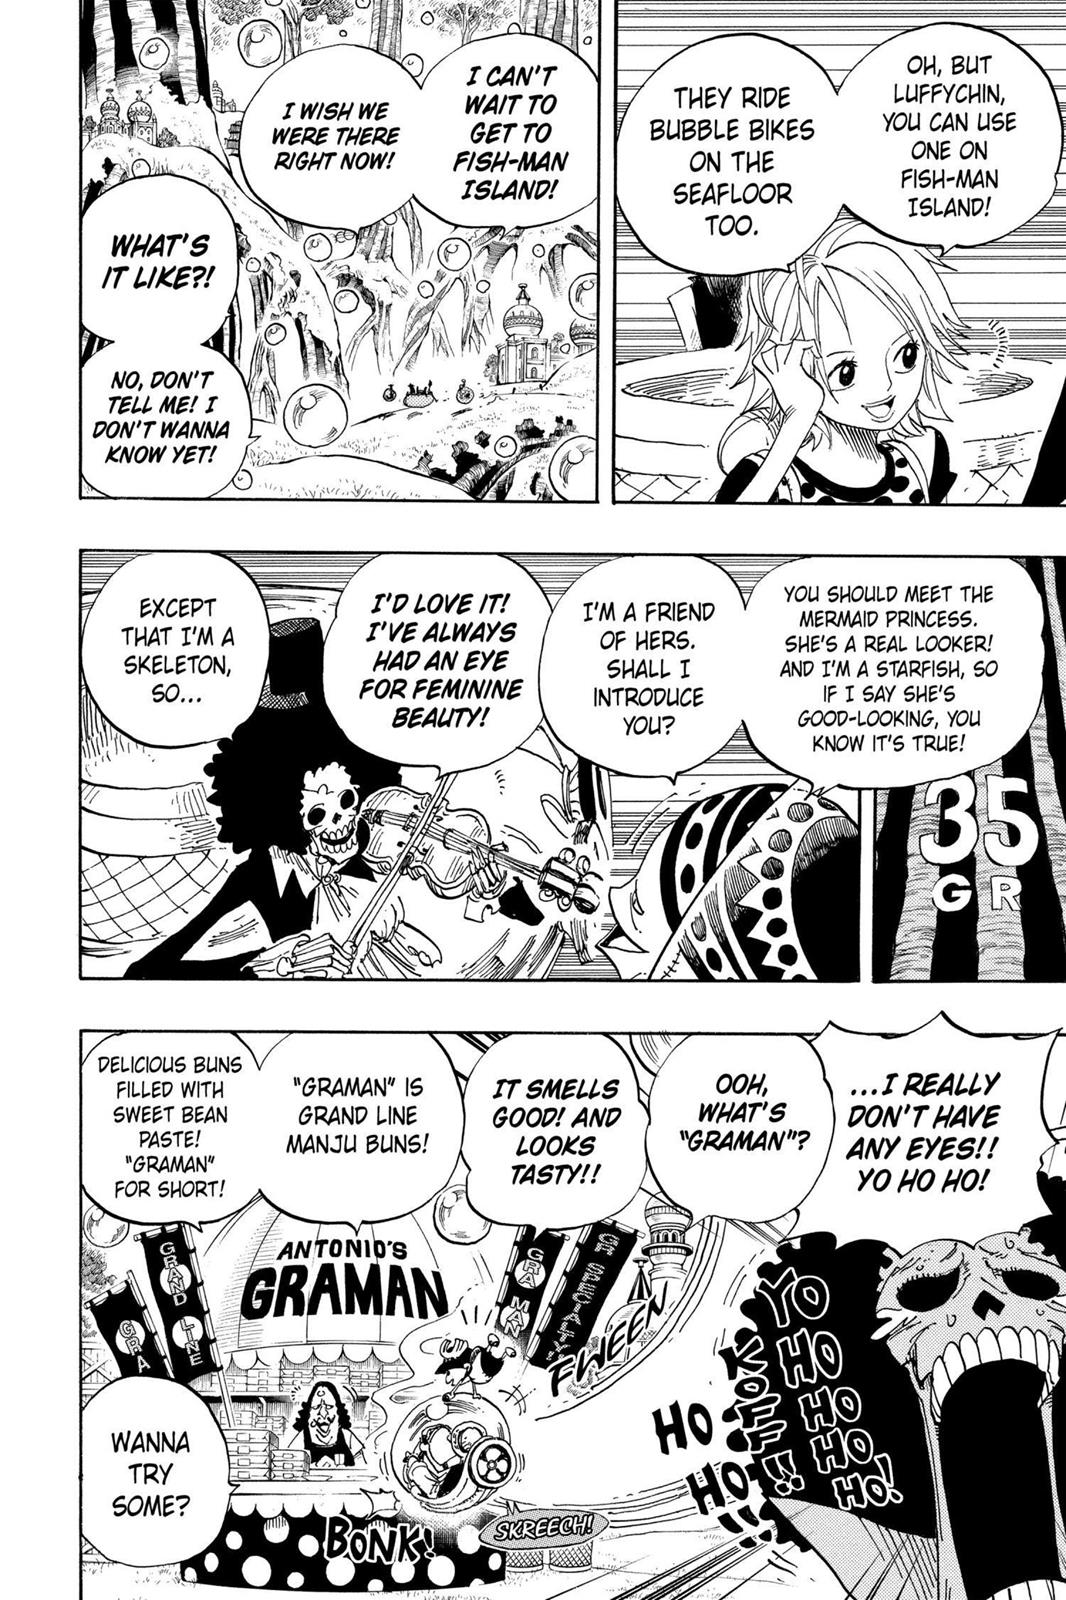 OH, BUT
LUFFYCHIN,
YOU CAN USE
ONE ON
FISH-MAN
ISLAND!
THEY RIDE
BUBBLE BIKES
ON THE
SEAFLOOR
TOO.
I CAN'T
WAIT TO
GET TO
FISH-MAN
ISLAND!
I WISH WE
WERE THERE
RIGHT NOW!
WHAT'S
IT LIKE?!
NO, DON'T
TELL ME! I
DON'T WANNA
KNOW YET!
35
GR
YOU SHOULD MEET THE
MERMAID PRINCESS.
SHE'S A REAL LOOKER!
AND I'M A STARFISH, SO
IF I SAY SHE'S
GOOD-LOOKING, YOU
KNOW IT'S TRUE!
I'M A FRIEND
OF HERS.
SHALL I
INTRODUCE
YOU?
I'D LOVE IT!
I'VE ALWAYS
HAD AN EYE
FOR FEMININE
BEAUTY!
EXCEPT
THAT I'M A
SKELETON,
SO...
...I REALLY
DON'T HAVE
ANY EYES!!
YO HO HO!
YO HO HO HO HO!
KOFF!!
HO HO
OOH,
WHAT'S
"GRAMAN"?
IT SMELLS
GOOD! AND
LOOKS
TASTY!!
"GRAMAN" IS
GRAND LINE
MANJU BUNS!
DELICIOUS BUNS
FILLED WITH
SWEET BEAN
PASTE!
"GRAMAN"
FOR SHORT!
ANTONIO'S
GRAMAN
GRA
GRAND LINE
GRA MAN
GR SPECIALTY
FWEEN
WANNA
TRY
SOME?
BONK!
SKREECH!